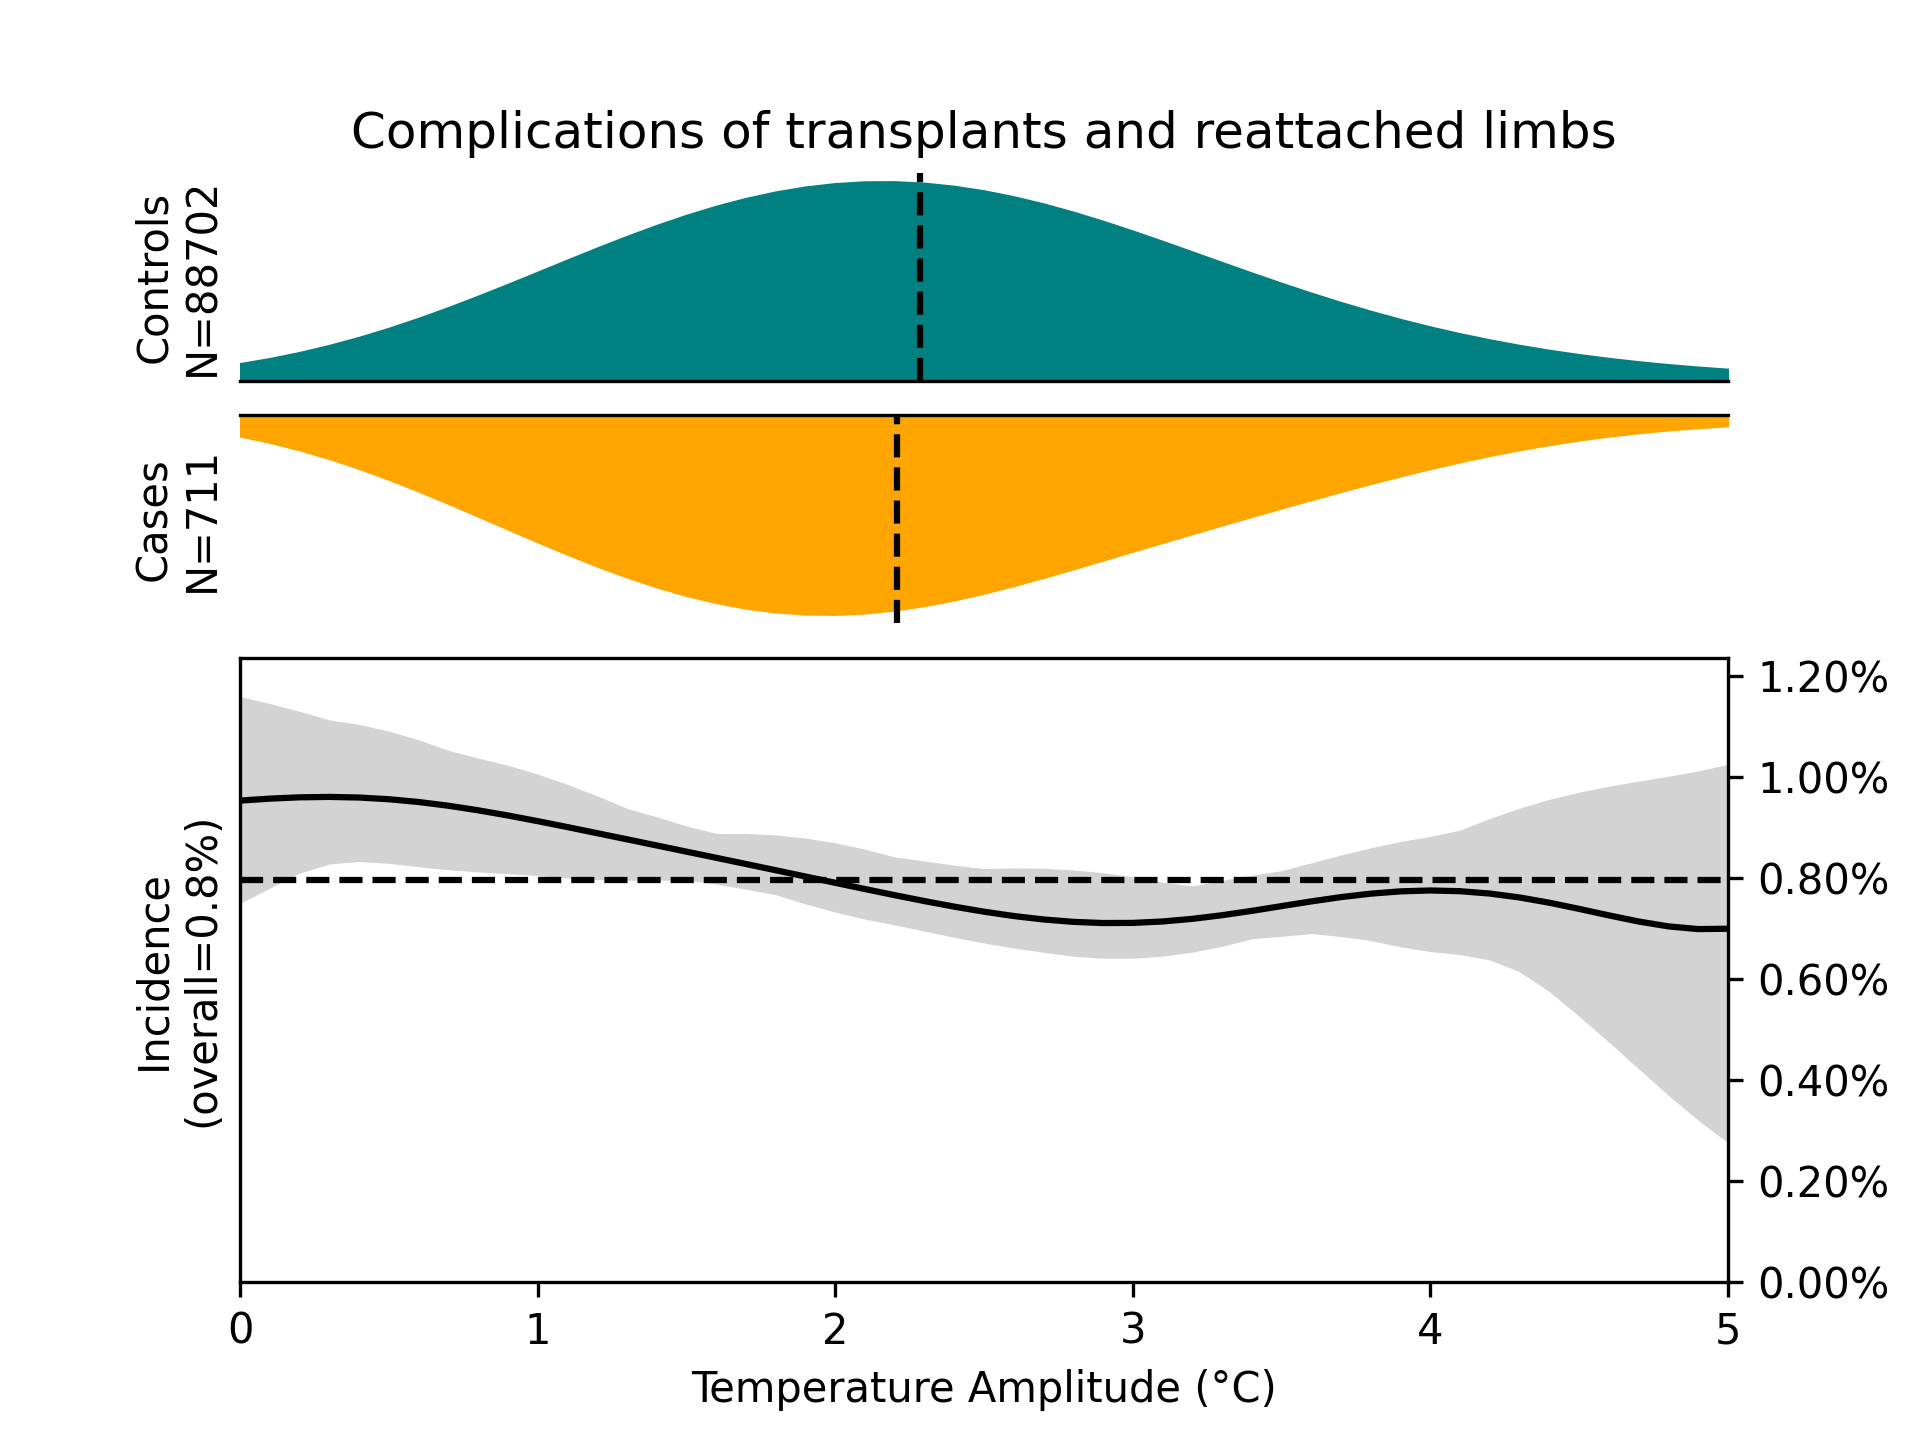 Complications of transplants and reattached limbs
Controls
N=88702
Cases
N=711
Incidence
(overall=0.8%)
1.20%
1.00%
0.80%
0.60%
0.40%
0.20%
0.00%
0 1 2 3 4 5
Temperature Amplitude (°C)